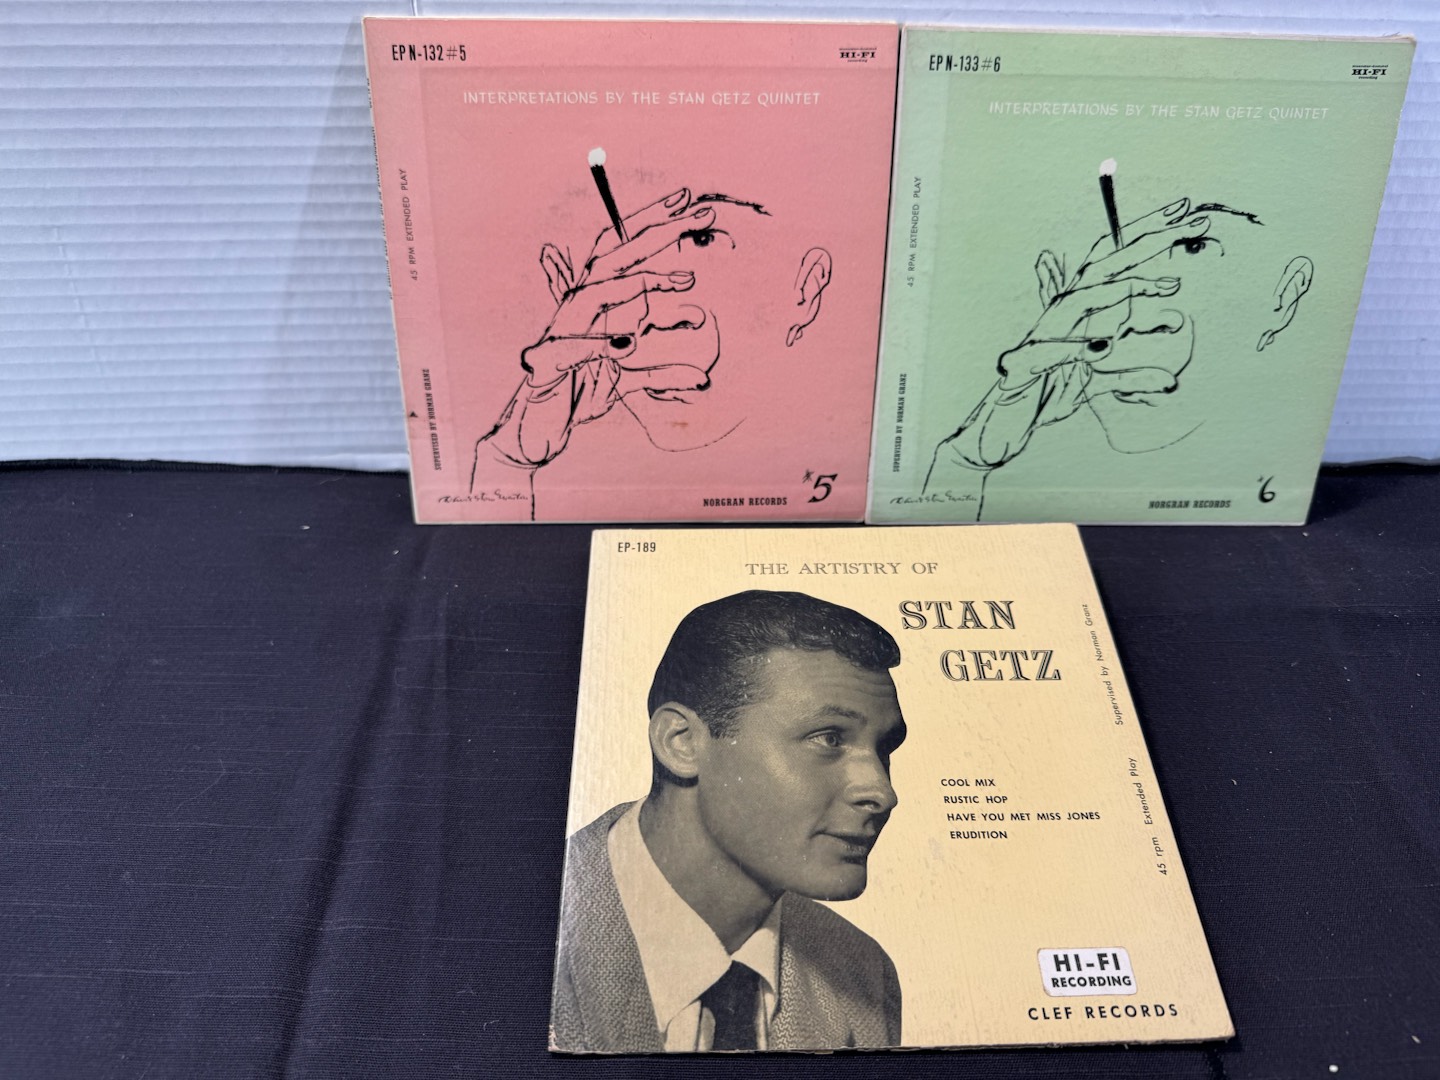 EP N-132 #5
HI-FI
INTERPRETATIONS BY THE STAN GETZ QUINTET
45 RPM EXTENDED PLAY
SUPERVISED BY NORMAN GRANZ
NORGRAN RECORDS
#5
EP N-133 #6
HI-FI
INTERPRETATIONS BY THE STAN GETZ QUINTET
45 RPM EXTENDED PLAY
SUPERVISED BY NORMAN GRANZ
NORGRAN RECORDS
#6
EP-189
THE ARTISTRY OF
STAN
GETZ
COOL MIX
RUSTIC HOP
HAVE YOU MET MISS JONES
ERUDITION
45 rpm Extended Play Supervised by Norman Granz
HI-FI
RECORDING
CLEF RECORDS